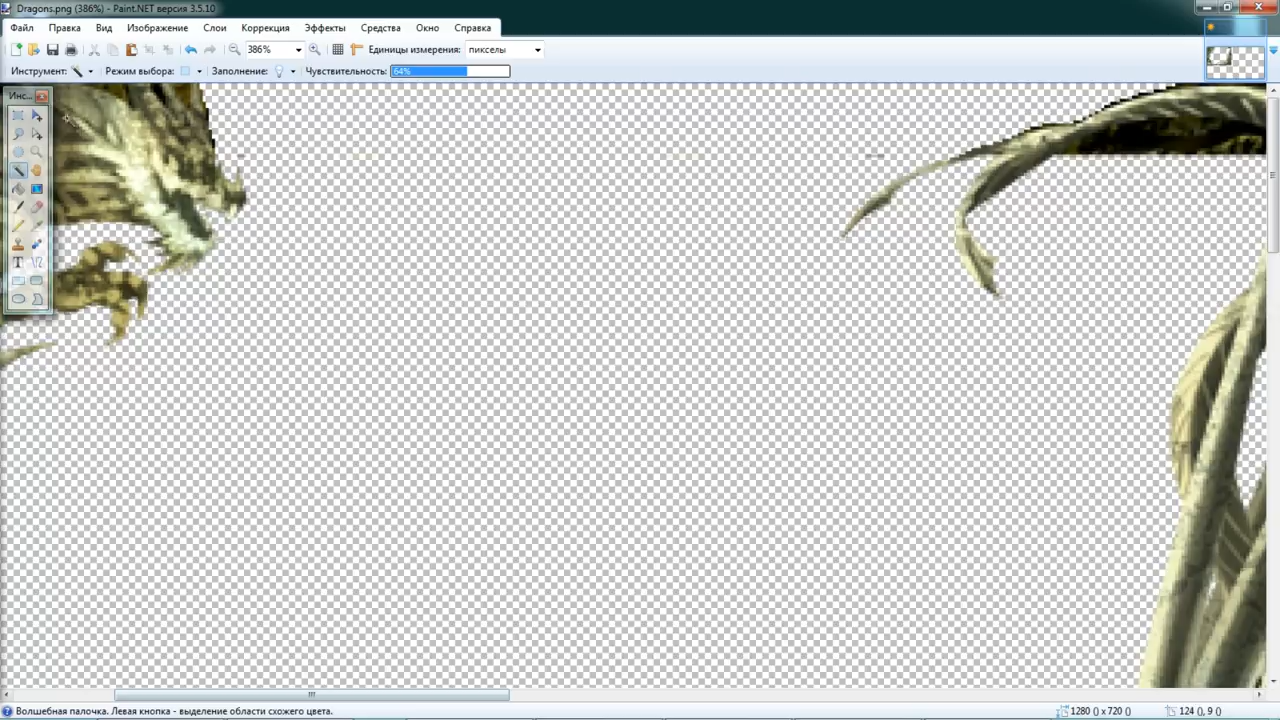 Dragons.png (386%) - Paint.NET версия 3.5.10
Файл Правка Вид Изображение Слои Коррекция Эффекты Средства Окно Справка
386% Единицы измерения: пикселы
Инструмент: Режим выбора: Заполнение: Чувствительность: 64%
Инс...
Волшебная палочка. Левая кнопка - выделение области схожего цвета. 1280 () x 720 () 124 (), 9 ()